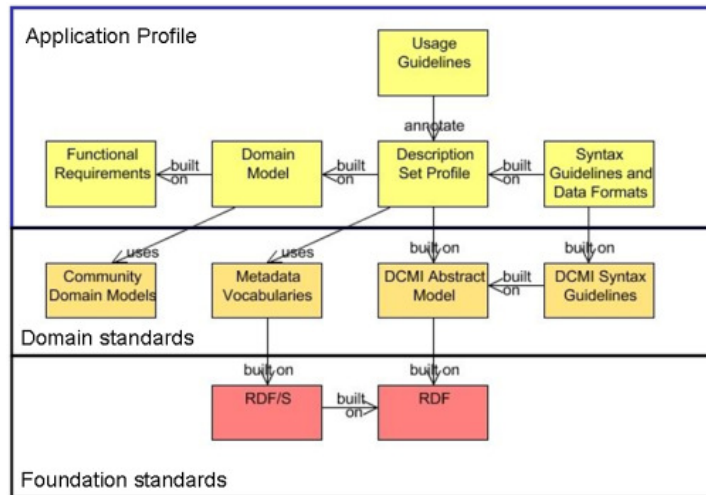 Application Profile
Usage
Guidelines
annotate
Functional
Requirements
built
on
Domain
Model
built
on
Description
Set Profile
built
on
Syntax
Guidelines and
Data Formats
uses
uses
built on
built on
Community
Domain Models
Metadata
Vocabularies
DCMI Abstract
Model
built
on
DCMI Syntax
Guidelines
Domain standards
built on
built on
RDF/S
built
on
RDF
Foundation standards